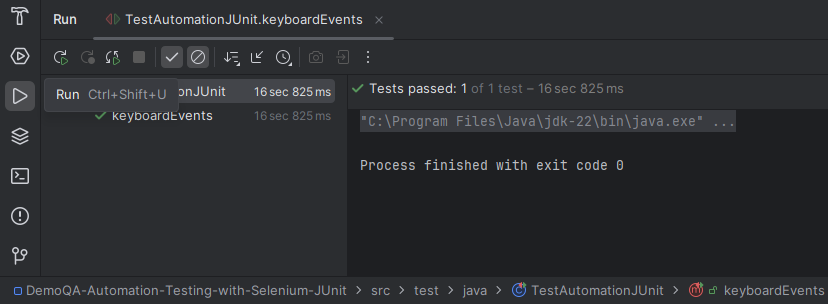 Run TestAutomationJUnit.keyboardEvents
Run Ctrl+Shift+U
onJUnit 16 sec 825 ms
keyboardEvents 16 sec 825 ms
Tests passed: 1 of 1 test – 16 sec 825 ms
"C:\Program Files\Java\jdk-22\bin\java.exe" ...
Process finished with exit code 0
DemoQA-Automation-Testing-with-Selenium-JUnit > src > test > java > TestAutomationJUnit > keyboardEvents